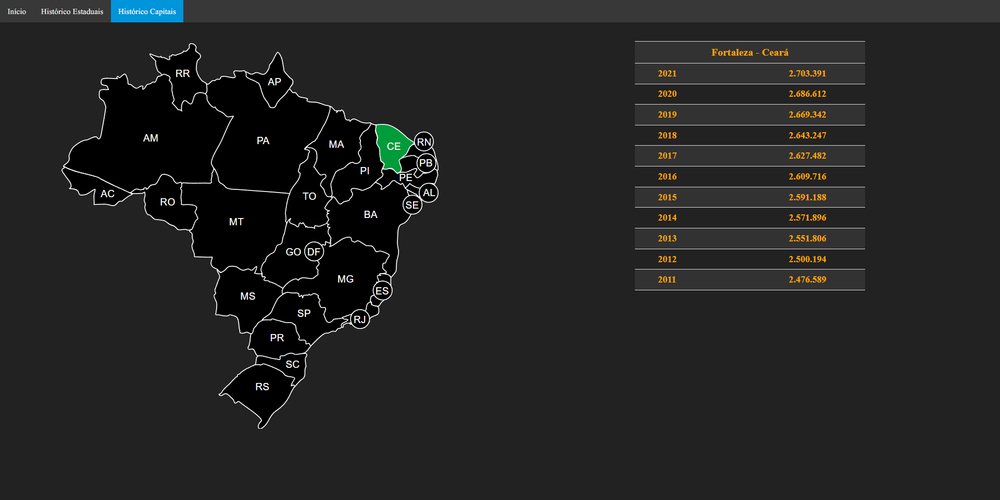 Início Histórico Estaduais Histórico Capitais
RR
AP
AM
PA
MA
CE
RN
PI
PB
PE
AC
RO
TO
AL
SE
BA
MT
GO DF
MG
ES
MS
SP
RJ
PR
SC
RS
Fortaleza - Ceará
2021 2.703.391
2020 2.686.612
2019 2.669.342
2018 2.643.247
2017 2.627.482
2016 2.609.716
2015 2.591.188
2014 2.571.896
2013 2.551.806
2012 2.500.194
2011 2.476.589